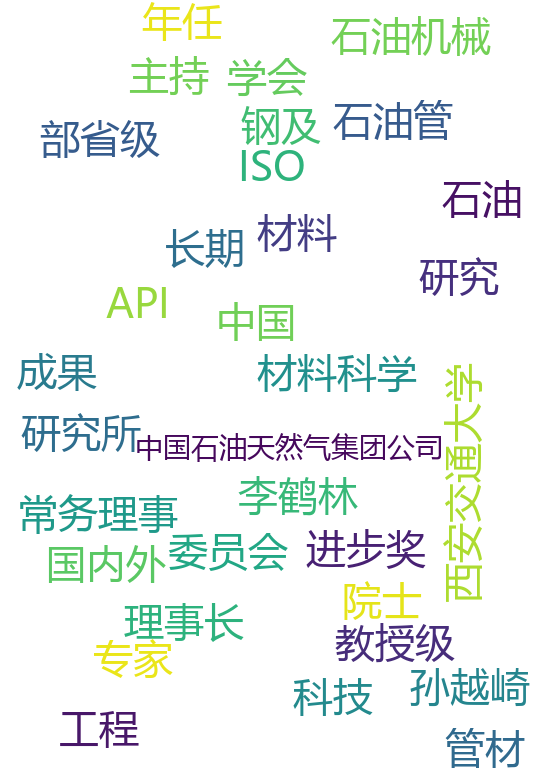 年任
石油机械
主持
学会
部省级
钢及
石油管
ISO
石油
长期
材料
研究
API
中国
成果
材料科学
西安交通大学
研究所
中国石油天然气集团公司
李鹤林
常务理事
国内外
委员会
进步奖
院士
理事长
专家
教授级
科技
孙越崎
工程
管材